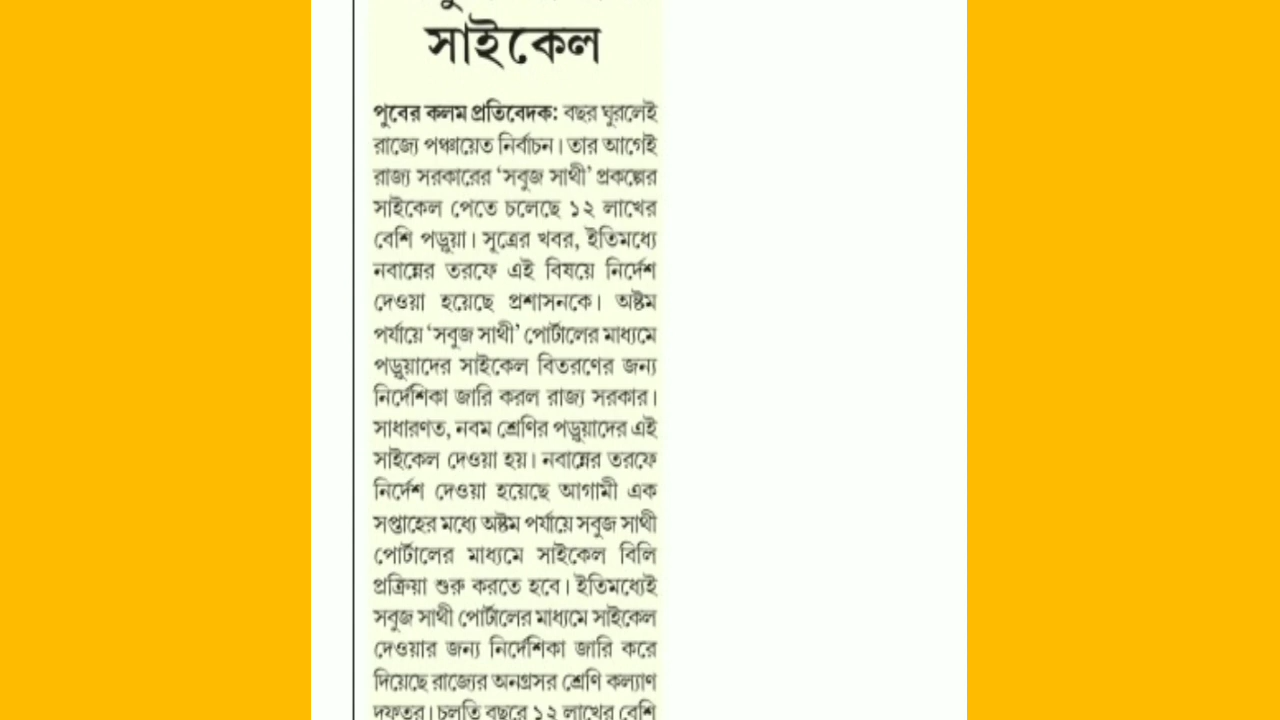 সাইকেল
পুবের কলম প্রতিবেদক: বছর ঘুরলেই
রাজ্যে পঞ্চায়েত নির্বাচন। তার আগেই
রাজ্য সরকারের ‘সবুজ সাথী’ প্রকল্পের
সাইকেল পেতে চলেছে ১২ লাখের
বেশি পড়ুয়া। সূত্রের খবর, ইতিমধ্যে
নবান্নের তরফে এই বিষয়ে নির্দেশ
দেওয়া হয়েছে প্রশাসনকে। অষ্টম
পর্যায়ে ‘সবুজ সাথী’ পোর্টালের মাধ্যমে
পড়ুয়াদের সাইকেল বিতরণের জন্য
নির্দেশিকা জারি করল রাজ্য সরকার।
সাধারণত, নবম শ্রেণির পড়ুয়াদের এই
সাইকেল দেওয়া হয়। নবান্নের তরফে
নির্দেশ দেওয়া হয়েছে আগামী এক
সপ্তাহের মধ্যে অষ্টম পর্যায়ে সবুজ সাথী
পোর্টালের মাধ্যমে সাইকেল বিলি
প্রক্রিয়া শুরু করতে হবে। ইতিমধ্যেই
সবুজ সাথী পোর্টালের মাধ্যমে সাইকেল
দেওয়ার জন্য নির্দেশিকা জারি করে
দিয়েছে রাজ্যের অনগ্রসর শ্রেণি কল্যাণ
দফতর। চলতি বছরে ১২ লাখের বেশি